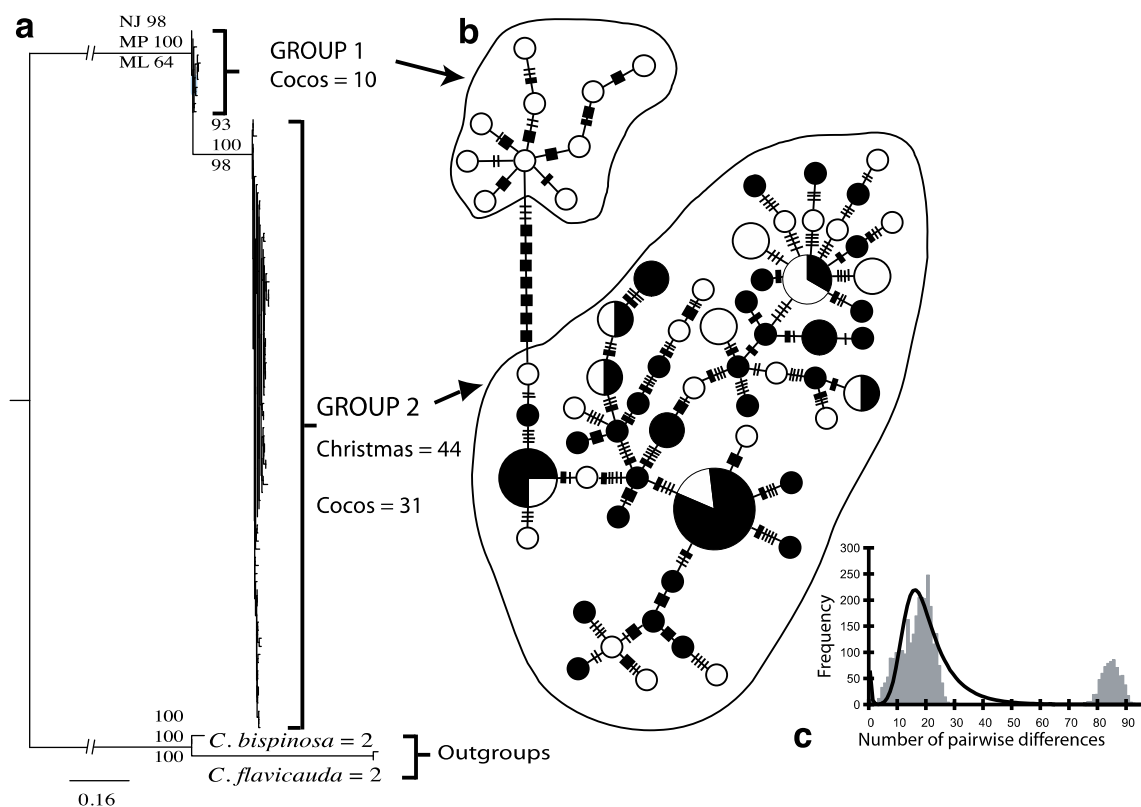 a
NJ 98
MP 100
ML 64
GROUP 1
Cocos = 10
93
100
98
GROUP 2
Christmas = 44
Cocos = 31
100
100
100
C. bispinosa = 2
C. flavicauda = 2
Outgroups
0.16
b
c
Frequency
300
250
200
150
100
50
0
0 10 20 30 40 50 60 70 80 90
Number of pairwise differences